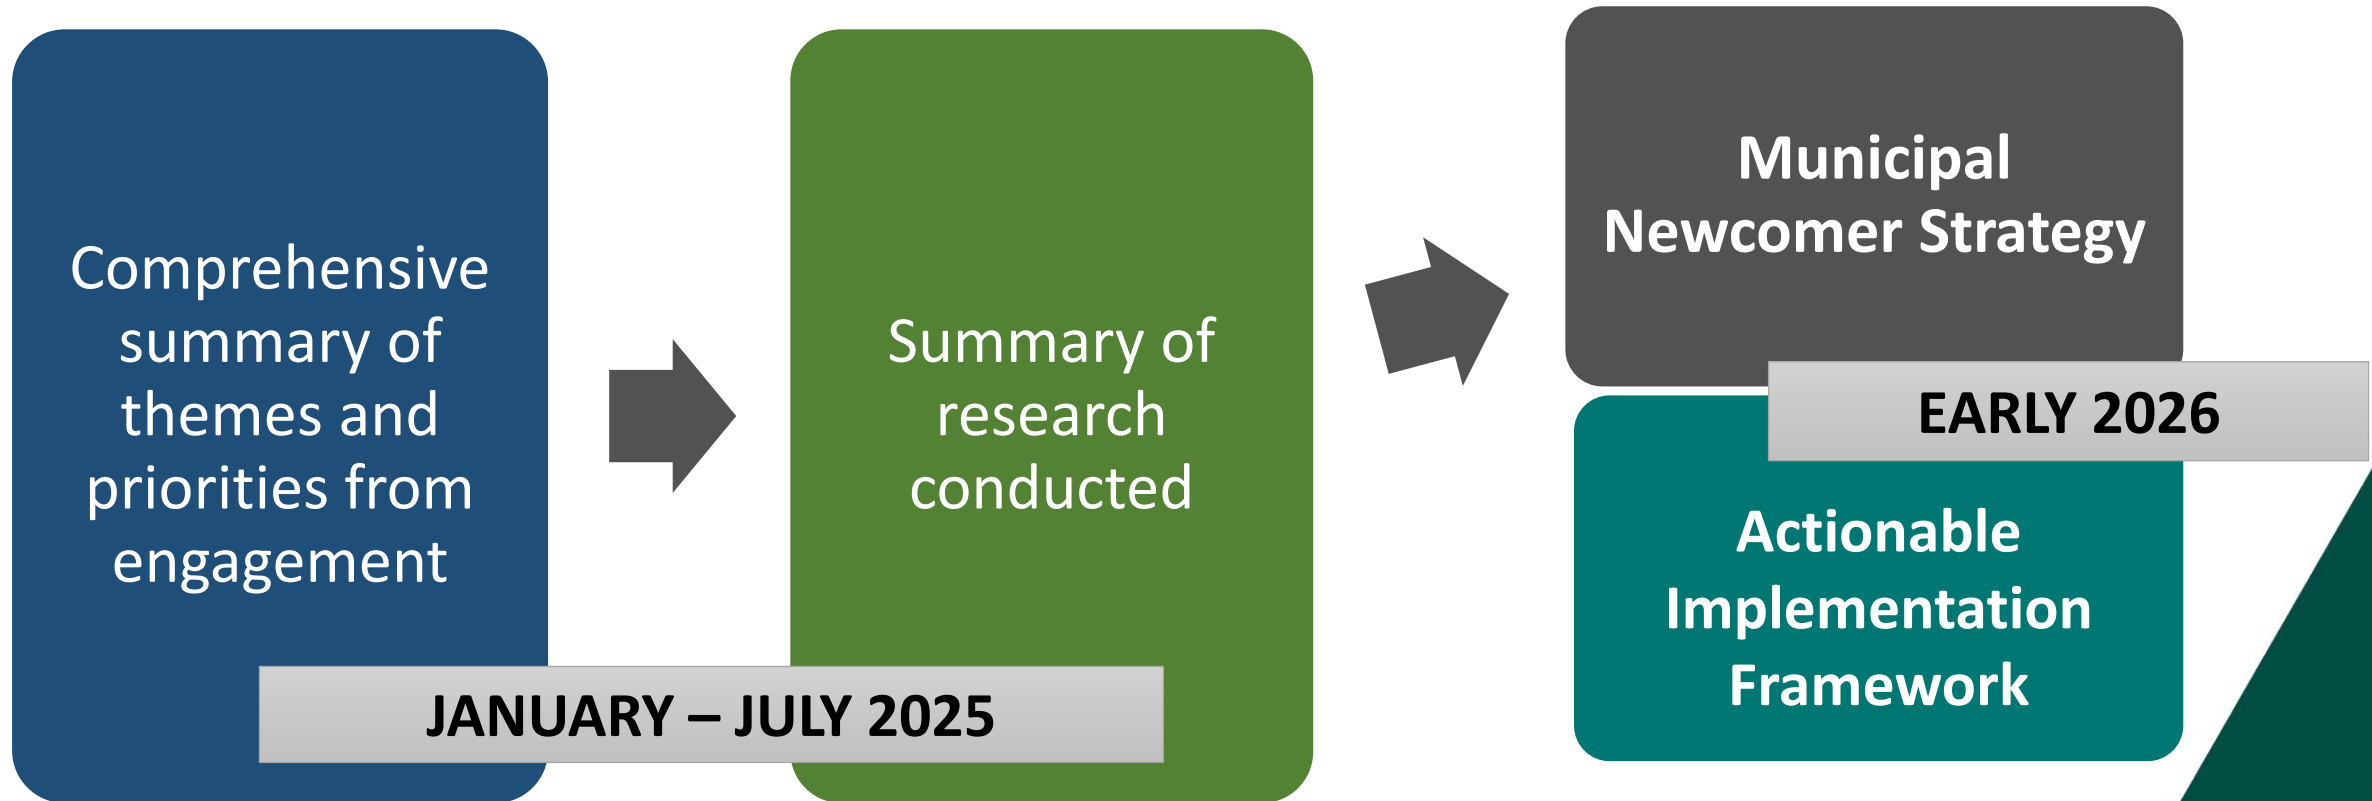 Comprehensive
summary of
themes and
priorities from
engagement
Summary of
research
conducted
JANUARY – JULY 2025
Municipal
Newcomer Strategy
EARLY 2026
Actionable
Implementation
Framework